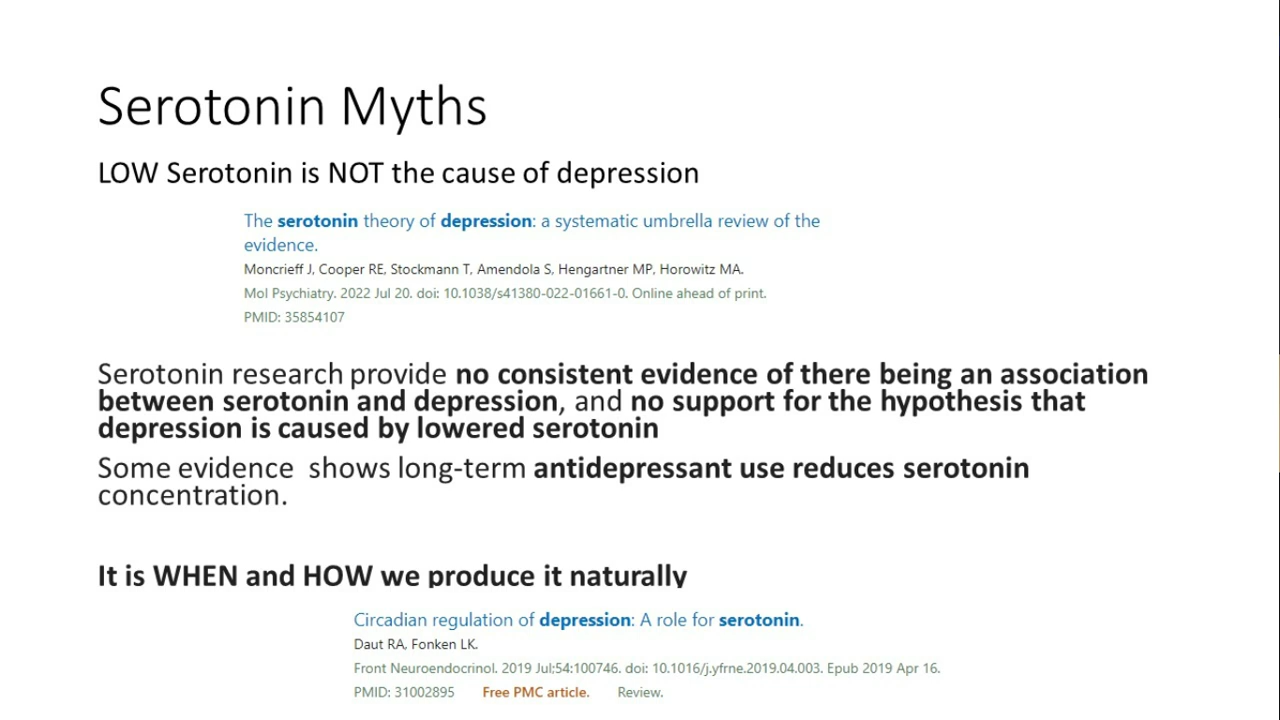 Serotonin Myths
LOW Serotonin is NOT the cause of depression
The serotonin theory of depression: a systematic umbrella review of the
evidence.
Moncrieff J, Cooper RE, Stockmann T, Amendola S, Hengartner MP, Horowitz MA.
Mol Psychiatry. 2022 Jul 20. doi: 10.1038/s41380-022-01661-0. Online ahead of print.
PMID: 35854107
Serotonin research provide no consistent evidence of there being an association
between serotonin and depression, and no support for the hypothesis that
depression is caused by lowered serotonin
Some evidence shows long-term antidepressant use reduces serotonin
concentration.
It is WHEN and HOW we produce it naturally
Circadian regulation of depression: A role for serotonin.
Daut RA, Fonken LK.
Front Neuroendocrinol. 2019 Jul;54:100746. doi: 10.1016/j.yfrne.2019.04.003. Epub 2019 Apr 16.
PMID: 31002895 Free PMC article. Review.